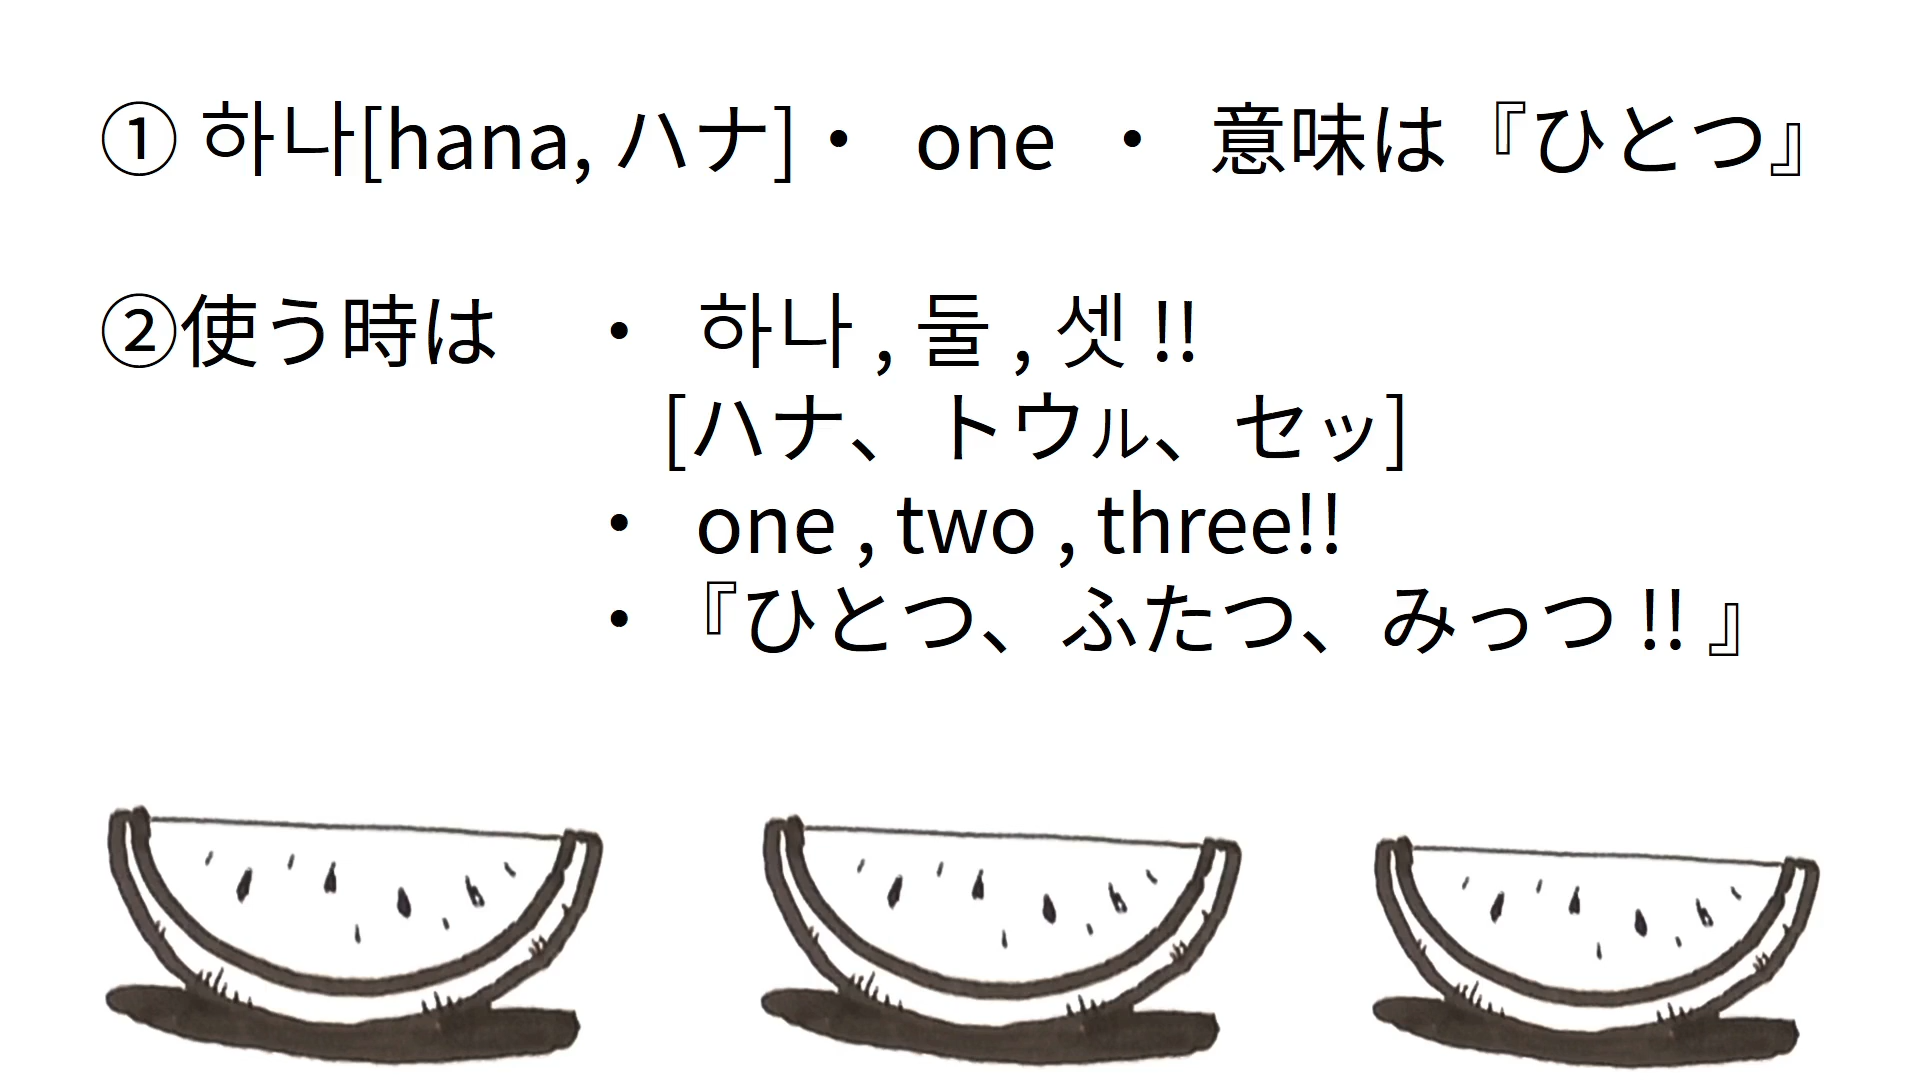 ① 하나[hana, ハナ]・ one ・ 意味は『ひとつ』
②使う時は ・ 하나 , 둘 , 셋 !!
[ハナ、トウㇽ、セッ]
・ one , two , three!!
・『ひとつ、ふたつ、みっつ !! 』